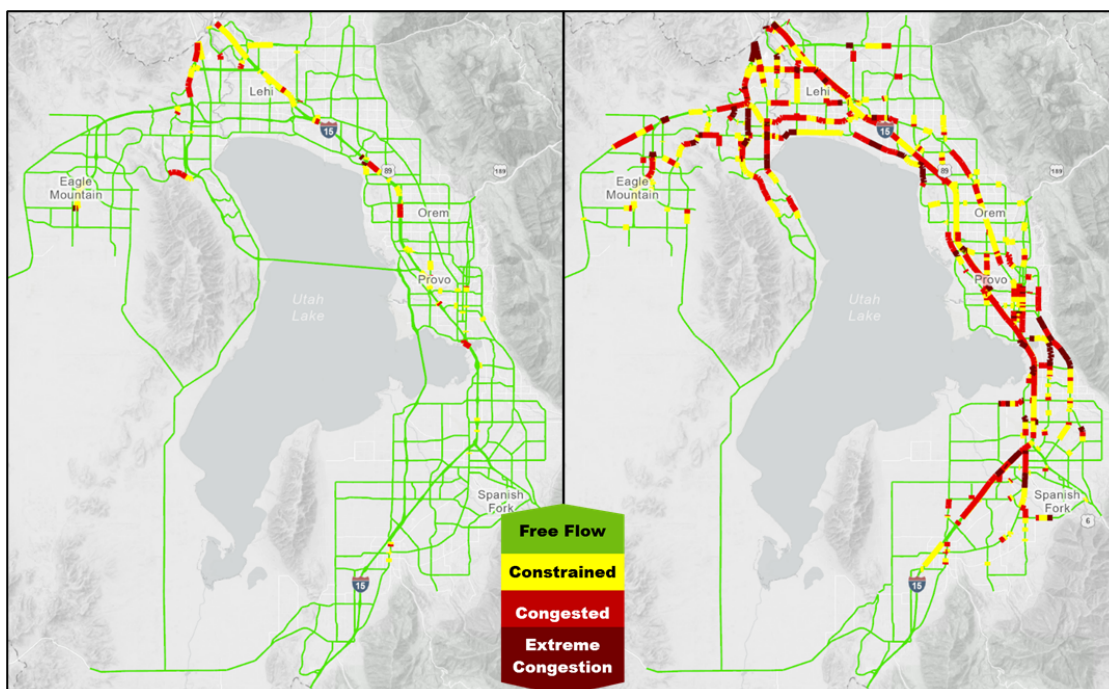 Lehi
15
89
189
Eagle
Mountain
Orem
Provo
Utah
Lake
Spanish
Fork
15
Lehi
15
89
189
Eagle
Mountain
Orem
Provo
Utah
Lake
Spanish
Fork
6
15
Free Flow
Constrained
Congested
Extreme
Congestion